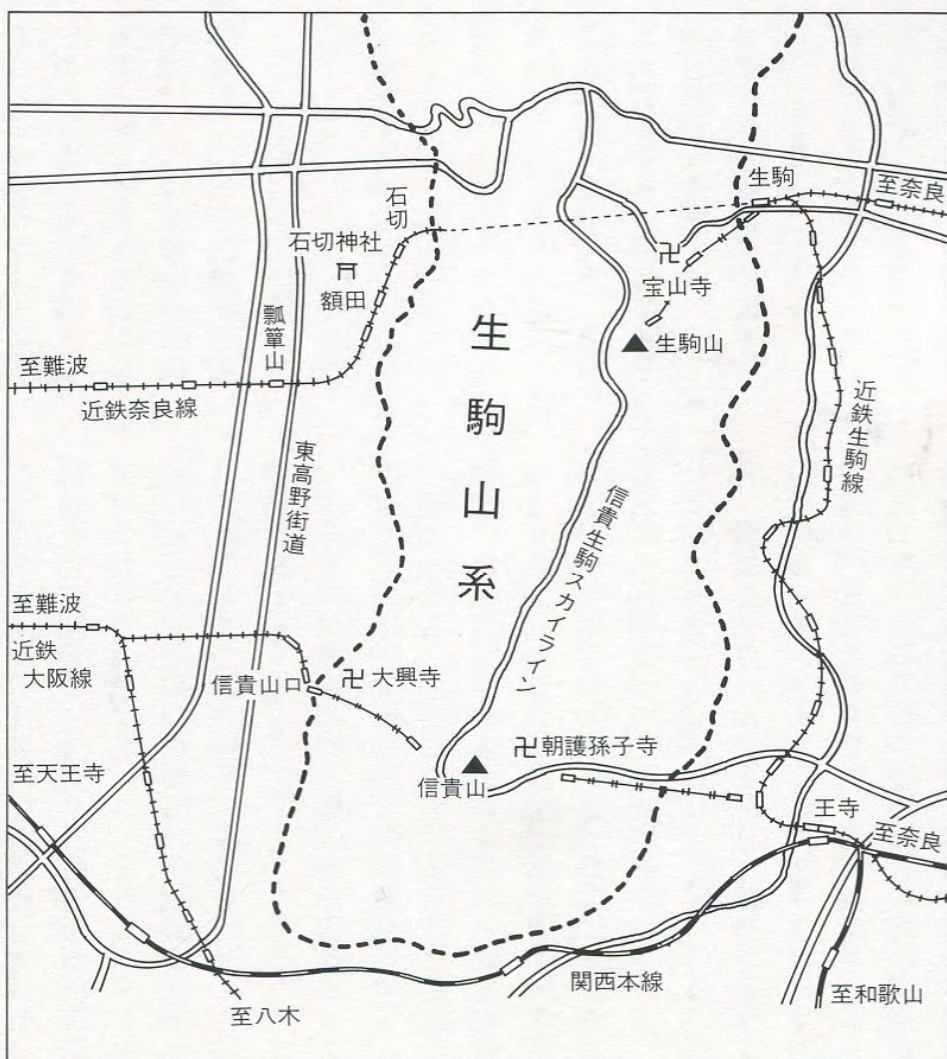 生駒
至奈良
石切
石切神社
額田
宝山寺
生駒山
瓢簞山
至難波
近鉄奈良線
近鉄生駒線
東高野街道
生駒山系
信貴生駒スカイライン
至難波
近鉄
大阪線
信貴山口
大興寺
朝護孫子寺
信貴山
至天王寺
王寺
至奈良
関西本線
至和歌山
至八木